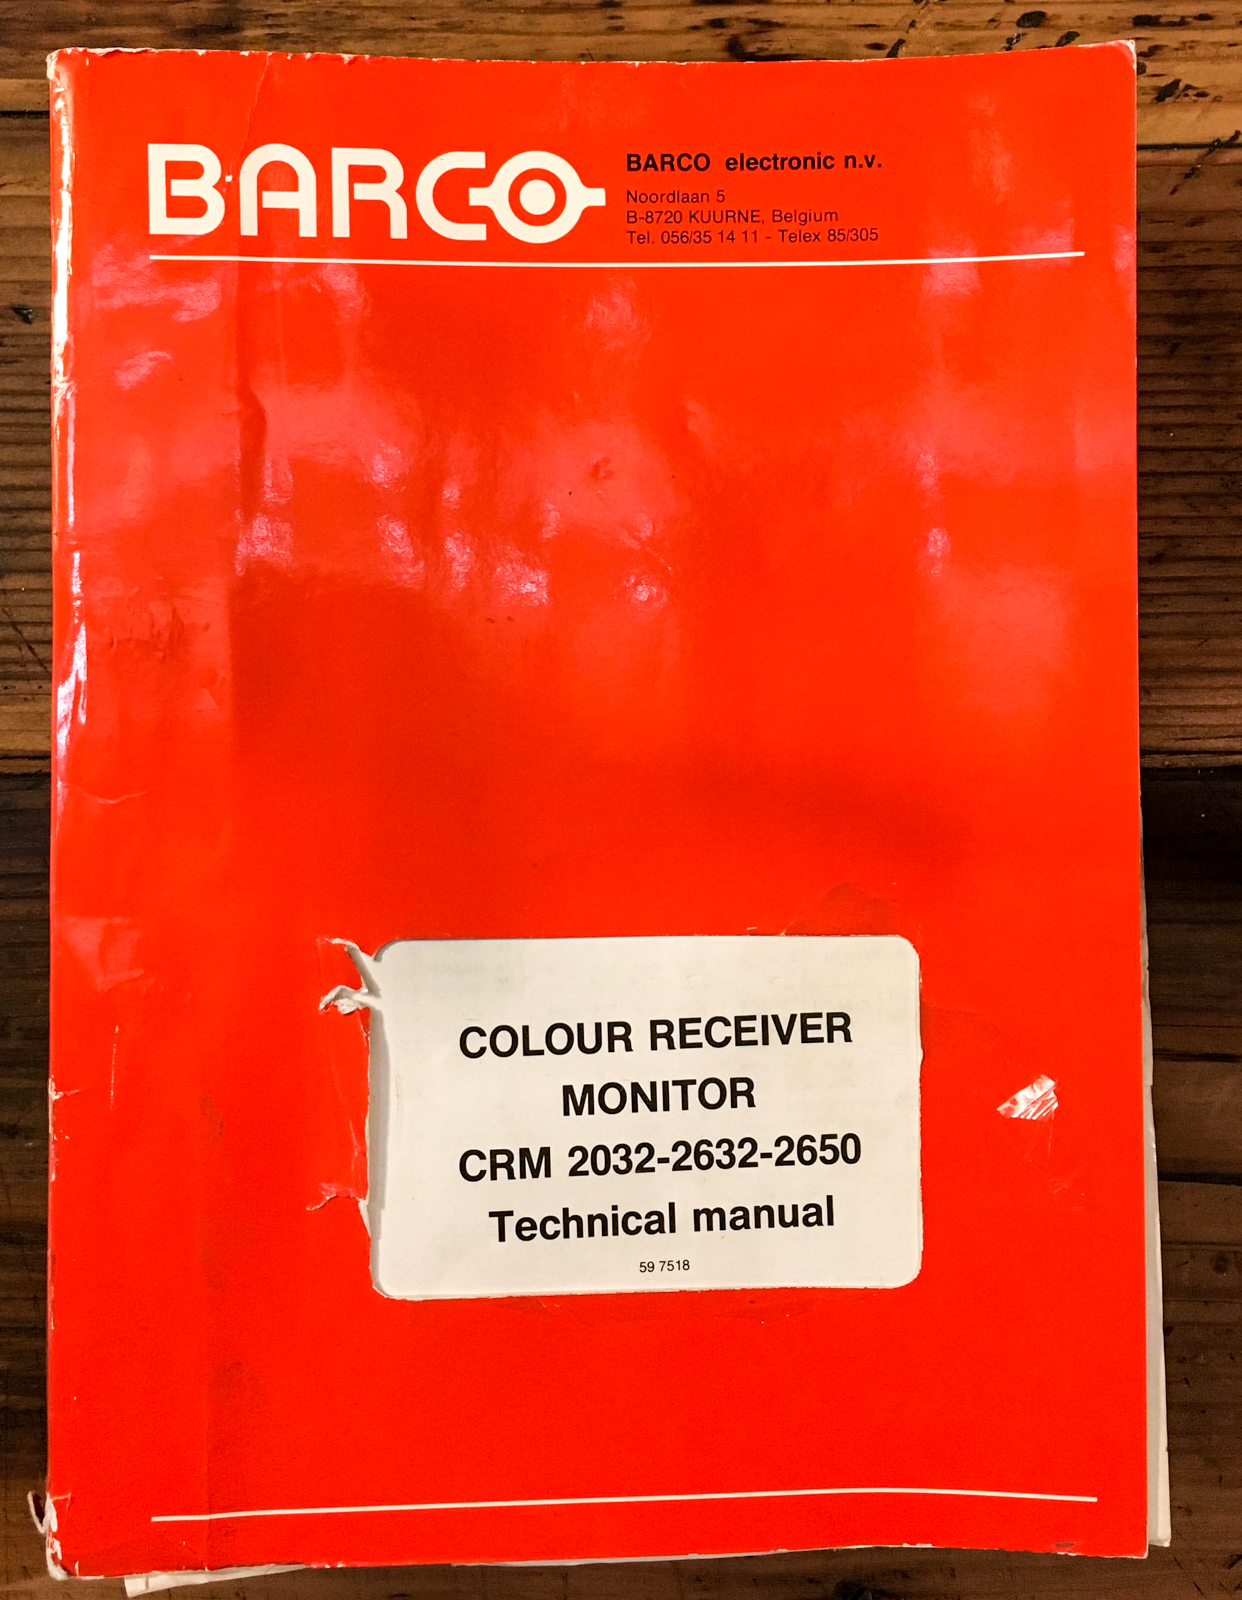 BARCO
BARCO electronic n.v.
Noordlaan 5
B-8720 KUURNE, Belgium
Tel. 056/35 14 11 - Telex 85/305
COLOUR RECEIVER
MONITOR
CRM 2032-2632-2650
Technical manual
59 7518